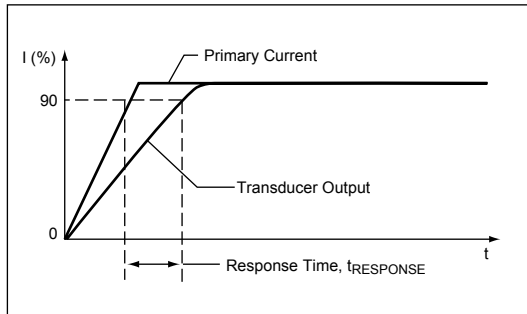 I (%)
Primary Current
90
Transducer Output
0
t
Response Time, tRESPONSE